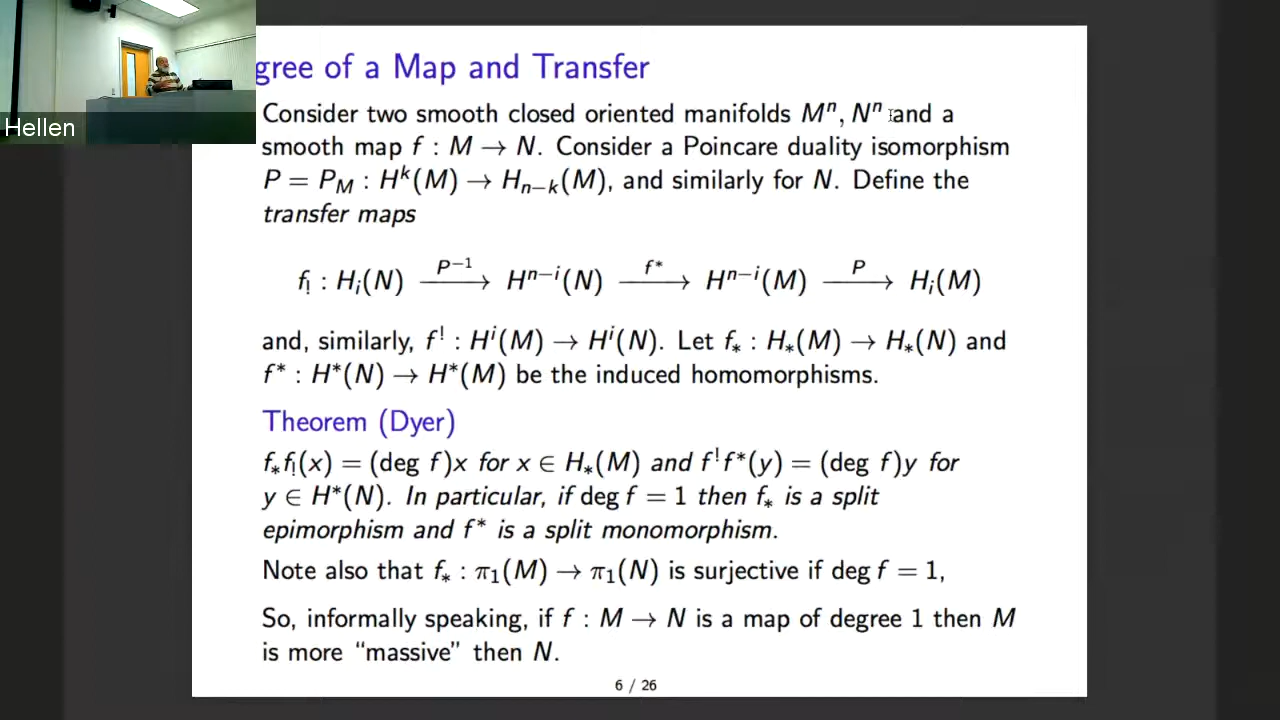 gree of a Map and Transfer
Consider two smooth closed oriented manifolds Mⁿ, Nⁿ and a
smooth map f : M → N. Consider a Poincare duality isomorphism
P = P_M : H^k(M) → H_{n−k}(M), and similarly for N. Define the
transfer maps
f_! : H_i(N) —P^{−1}→ H^{n−i}(N) —f^*→ H^{n−i}(M) —P→ H_i(M)
and, similarly, f^! : H^i(M) → H^i(N). Let f_* : H_*(M) → H_*(N) and
f^* : H^*(N) → H^*(M) be the induced homomorphisms.
Theorem (Dyer)
f_*f_!(x) = (deg f)x for x ∈ H_*(M) and f^!f^*(y) = (deg f)y for
y ∈ H^*(N). In particular, if deg f = 1 then f_* is a split
epimorphism and f^* is a split monomorphism.
Note also that f_* : π₁(M) → π₁(N) is surjective if deg f = 1,
So, informally speaking, if f : M → N is a map of degree 1 then M
is more “massive” then N.
6 / 26
Hellen